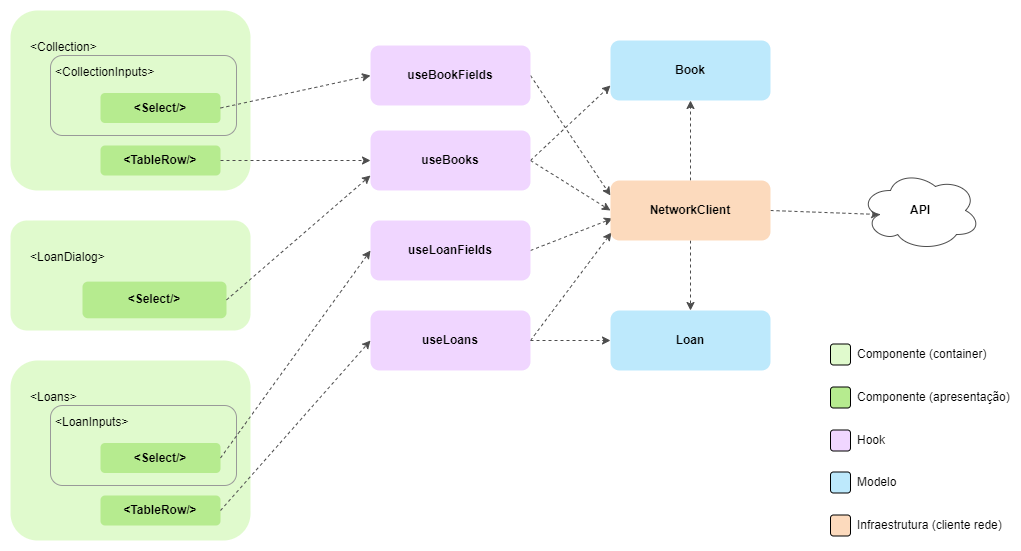 <Collection>
<CollectionInputs>
<Select/>
<TableRow/>
<LoanDialog>
<Select/>
<Loans>
<LoanInputs>
<Select/>
<TableRow/>
useBookFields
useBooks
useLoanFields
useLoans
Book
NetworkClient
Loan
API
Componente (container)
Componente (apresentação)
Hook
Modelo
Infraestrutura (cliente rede)